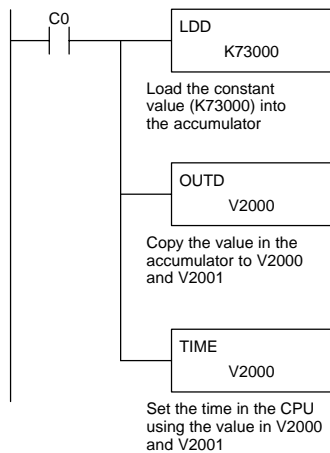 C0
LDD
K73000
Load the constant
value (K73000) into
the accumulator
OUTD
V2000
Copy the value in the
accumulator to V2000
and V2001
TIME
V2000
Set the time in the CPU
using the value in V2000
and V2001